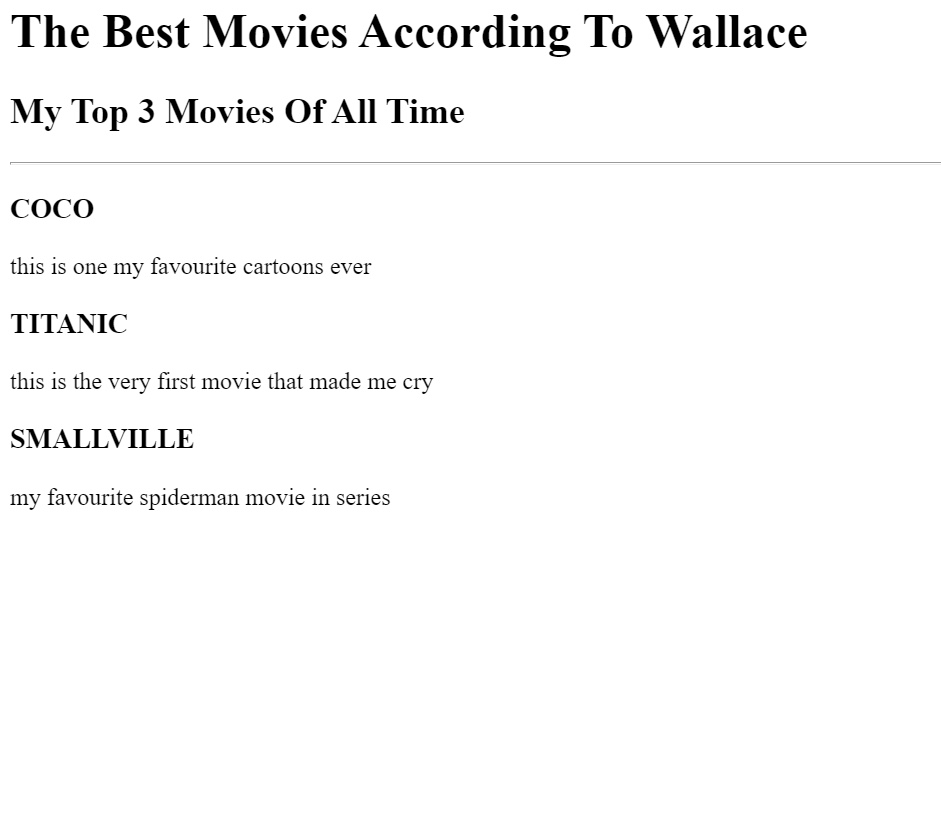 The Best Movies According To Wallace
My Top 3 Movies Of All Time
COCO
this is one my favourite cartoons ever
TITANIC
this is the very first movie that made me cry
SMALLVILLE
my favourite spiderman movie in series